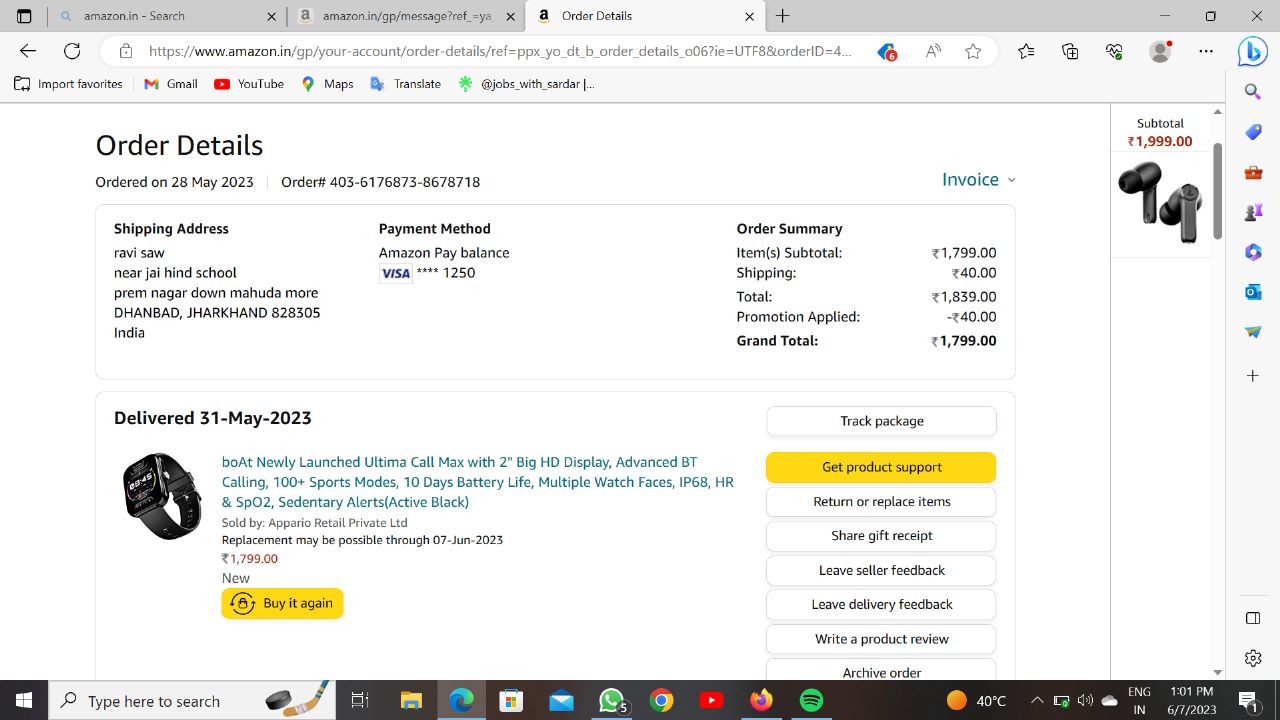 amazon.in - Search
amazon.in/gp/message?ref_=ya_
Order Details
https://www.amazon.in/gp/your-account/order-details/ref=ppx_yo_dt_b_order_details_o06?ie=UTF8&orderID=4...
6
Import favorites
Gmail
YouTube
Maps
Translate
@jobs_with_sardar |...
Order Details
Ordered on 28 May 2023
Order# 403-6176873-8678718
Invoice
Subtotal
₹1,999.00
Shipping Address
ravi saw
near jai hind school
prem nagar down mahuda more
DHANBAD, JHARKHAND 828305
India
Payment Method
Amazon Pay balance
VISA **** 1250
Order Summary
Item(s) Subtotal: ₹1,799.00
Shipping: ₹40.00
Total: ₹1,839.00
Promotion Applied: -₹40.00
Grand Total: ₹1,799.00
Delivered 31-May-2023
boAt Newly Launched Ultima Call Max with 2" Big HD Display, Advanced BT
Calling, 100+ Sports Modes, 10 Days Battery Life, Multiple Watch Faces, IP68, HR
& SpO2, Sedentary Alerts(Active Black)
Sold by: Appario Retail Private Ltd
Replacement may be possible through 07-Jun-2023
₹1,799.00
New
Buy it again
Track package
Get product support
Return or replace items
Share gift receipt
Leave seller feedback
Leave delivery feedback
Write a product review
Archive order
Type here to search
5
40°C
ENG
IN
1:01 PM
6/7/2023
1